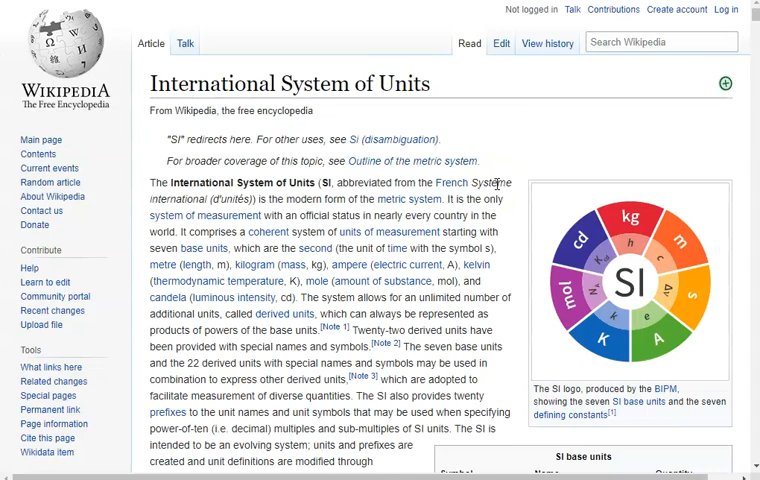 Not logged in Talk Contributions Create account Log in
WIKIPEDIA
The Free Encyclopedia
Article Talk Read Edit View history Search Wikipedia
International System of Units
From Wikipedia, the free encyclopedia
"SI" redirects here. For other uses, see Si (disambiguation).
For broader coverage of this topic, see Outline of the metric system.
The International System of Units (SI, abbreviated from the French Système
international (d'unités)) is the modern form of the metric system. It is the only
system of measurement with an official status in nearly every country in the
world. It comprises a coherent system of units of measurement starting with
seven base units, which are the second (the unit of time with the symbol s),
metre (length, m), kilogram (mass, kg), ampere (electric current, A), kelvin
(thermodynamic temperature, K), mole (amount of substance, mol), and
candela (luminous intensity, cd). The system allows for an unlimited number of
additional units, called derived units, which can always be represented as
products of powers of the base units.[Note 1] Twenty-two derived units have
been provided with special names and symbols.[Note 2] The seven base units
and the 22 derived units with special names and symbols may be used in
combination to express other derived units,[Note 3] which are adopted to
facilitate measurement of diverse quantities. The SI also provides twenty
prefixes to the unit names and unit symbols that may be used when specifying
power-of-ten (i.e. decimal) multiples and sub-multiples of SI units. The SI is
intended to be an evolving system; units and prefixes are
created and unit definitions are modified through
Main page
Contents
Current events
Random article
About Wikipedia
Contact us
Donate
Contribute
Help
Learn to edit
Community portal
Recent changes
Upload file
Tools
What links here
Related changes
Special pages
Permanent link
Page information
Cite this page
Wikidata item
kg
m
s
A
K
mol
cd
h
c
Δν
e
k
N
K
SI
The SI logo, produced by the BIPM,
showing the seven SI base units and the seven
defining constants[1]
SI base units
Symbol Name Quantity